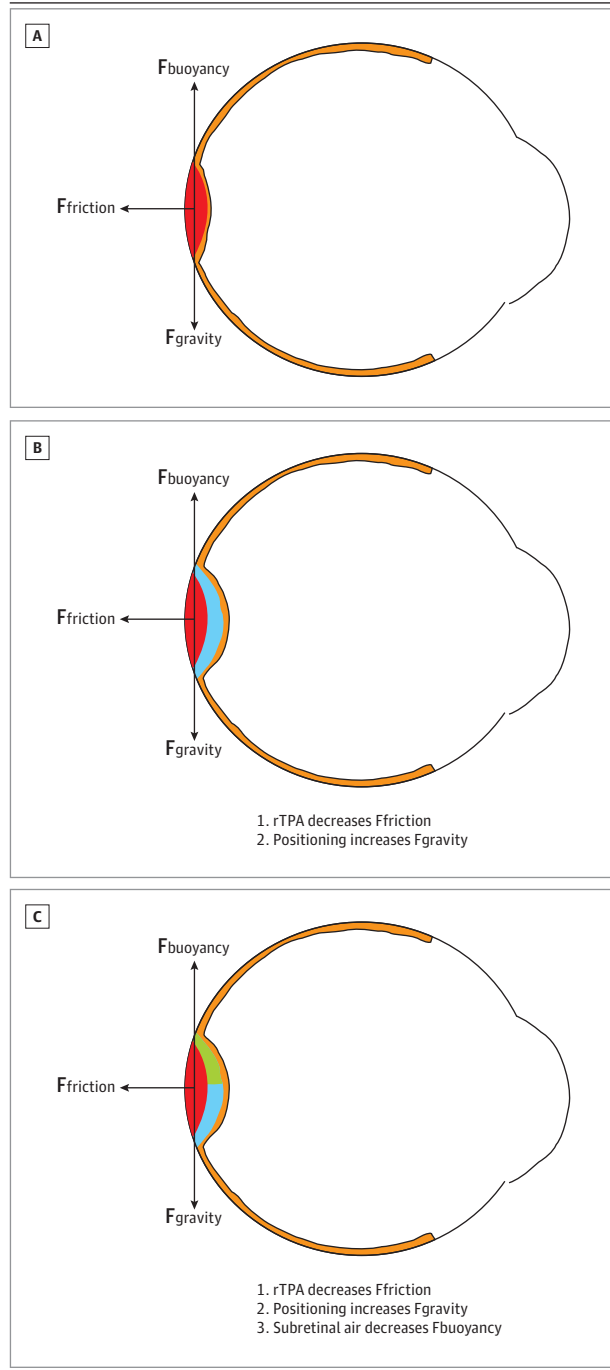 A
Fbuoyancy
Ffriction
Fgravity
B
Fbuoyancy
Ffriction
Fgravity
1. rTPA decreases Ffriction
2. Positioning increases Fgravity
C
Fbuoyancy
Ffriction
Fgravity
1. rTPA decreases Ffriction
2. Positioning increases Fgravity
3. Subretinal air decreases Fbuoyancy